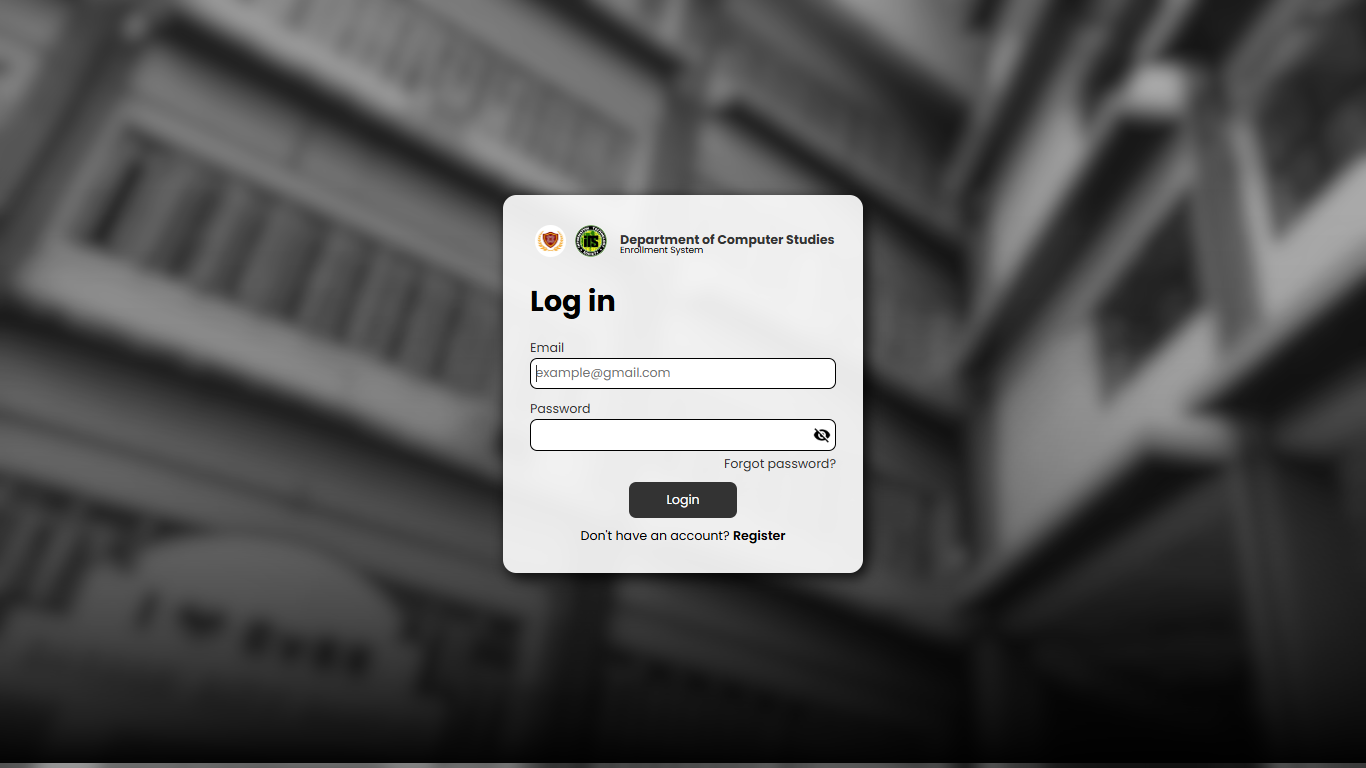 ITS
Department of Computer Studies
Enrollment System
Log in
Email
example@gmail.com
Password
Forgot password?
Login
Don't have an account? Register